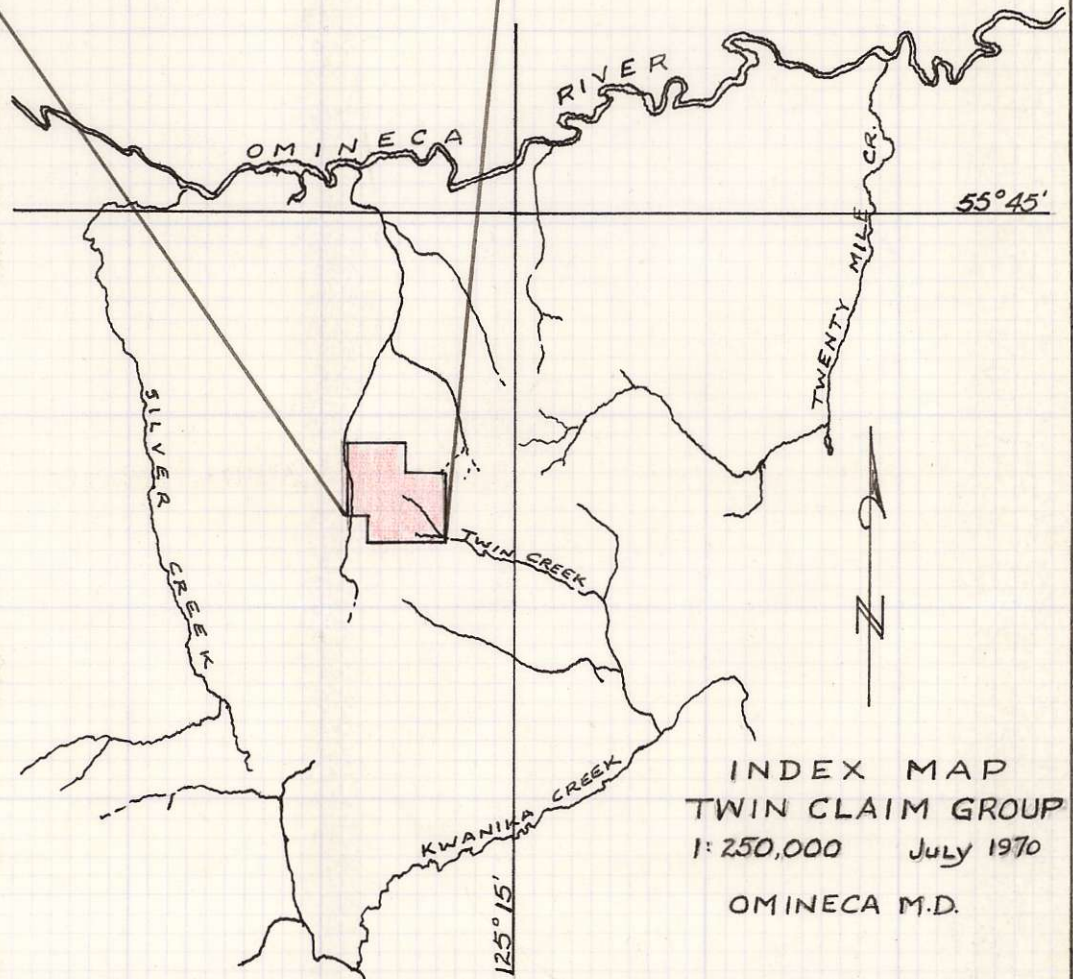 OMINECA RIVER
55°45'
TWENTY MILE CR.
SILVER CREEK
TWIN CREEK
N
KWANIKA CREEK
125°15'
INDEX MAP
TWIN CLAIM GROUP
1:250,000 July 1970
OMINECA M.D.